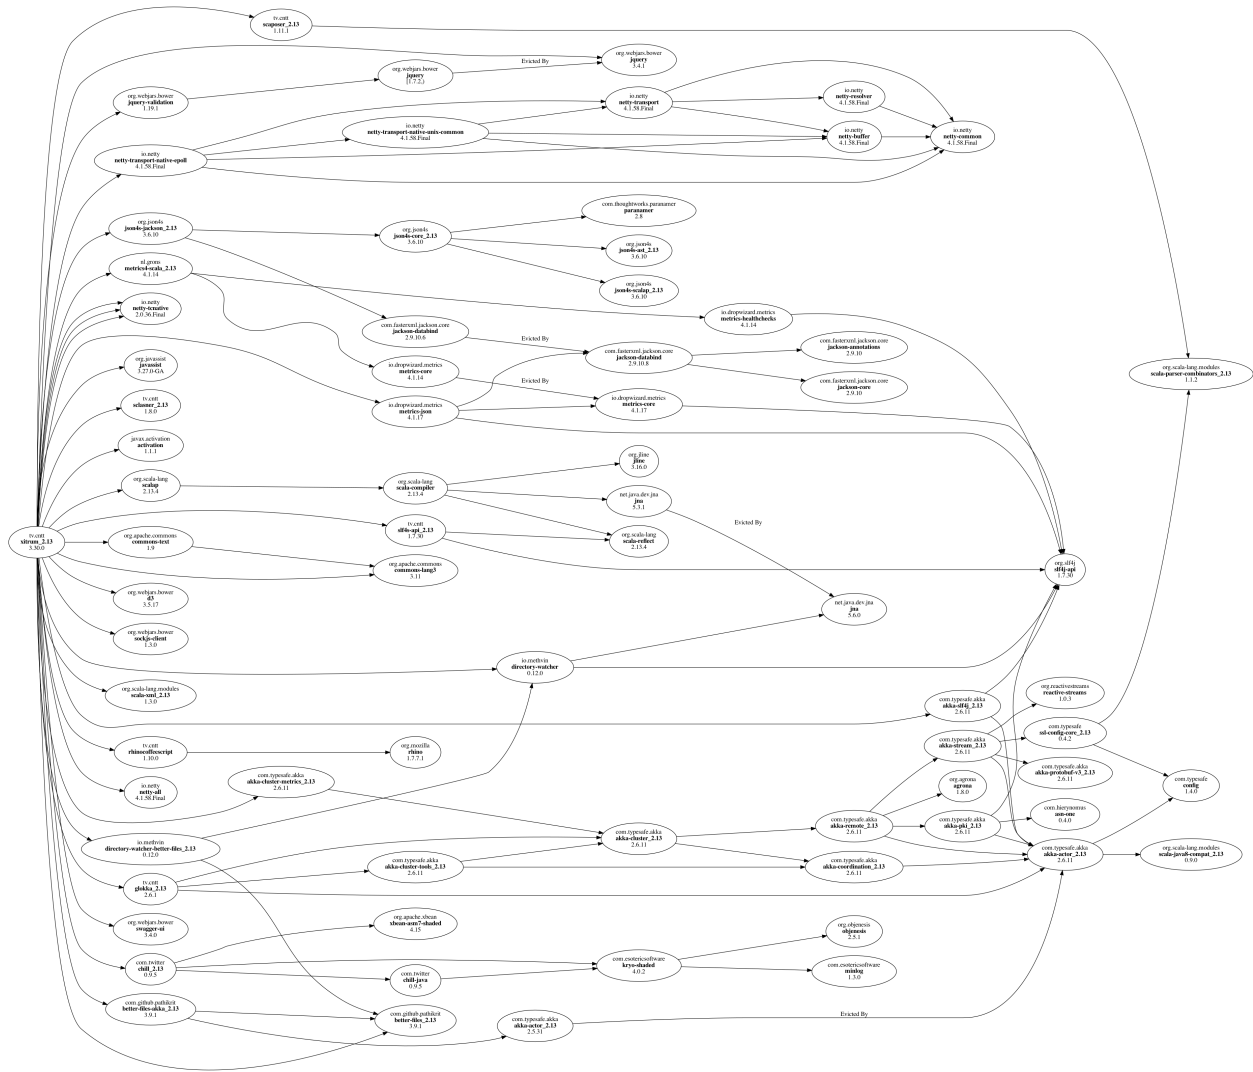 tv.cntt
scaposer_2.13
1.11.1
org.webjars.bower
jquery
3.4.1
Evicted By
org.webjars.bower
jquery
[1.7.2,)
org.webjars.bower
jquery-validation
1.19.1
io.netty
netty-transport
4.1.58.Final
io.netty
netty-resolver
4.1.58.Final
io.netty
netty-transport-native-unix-common
4.1.58.Final
io.netty
netty-buffer
4.1.58.Final
io.netty
netty-common
4.1.58.Final
io.netty
netty-transport-native-epoll
4.1.58.Final
com.thoughtworks.paranamer
paranamer
2.8
org.json4s
json4s-jackson_2.13
3.6.10
org.json4s
json4s-core_2.13
3.6.10
org.json4s
json4s-ast_2.13
3.6.10
org.json4s
json4s-scalap_2.13
3.6.10
nl.grons
metrics4-scala_2.13
4.1.14
io.netty
netty-tcnative
2.0.36.Final
io.dropwizard.metrics
metrics-healthchecks
4.1.14
com.fasterxml.jackson.core
jackson-databind
2.9.10.6
Evicted By
com.fasterxml.jackson.core
jackson-databind
2.9.10.8
com.fasterxml.jackson.core
jackson-annotations
2.9.10
com.fasterxml.jackson.core
jackson-core
2.9.10
org.javassist
javassist
3.27.0-GA
io.dropwizard.metrics
metrics-core
4.1.14
Evicted By
io.dropwizard.metrics
metrics-core
4.1.17
org.scala-lang.modules
scala-parser-combinators_2.13
1.1.2
tv.cntt
sclasner_2.13
1.8.0
io.dropwizard.metrics
metrics-json
4.1.17
javax.activation
activation
1.1.1
org.jline
jline
3.16.0
org.scala-lang
scalap
2.13.4
org.scala-lang
scala-compiler
2.13.4
net.java.dev.jna
jna
5.3.1
Evicted By
tv.cntt
xitrum_2.13
3.30.0
org.apache.commons
commons-text
1.9
tv.cntt
slf4s-api_2.13
1.7.30
org.scala-lang
scala-reflect
2.13.4
org.apache.commons
commons-lang3
3.11
org.slf4j
slf4j-api
1.7.30
org.webjars.bower
d3
3.5.17
net.java.dev.jna
jna
5.6.0
org.webjars.bower
sockjs-client
1.3.0
io.methvin
directory-watcher
0.12.0
org.scala-lang.modules
scala-xml_2.13
1.3.0
com.typesafe.akka
akka-slf4j_2.13
2.6.11
org.reactivestreams
reactive-streams
1.0.3
tv.cntt
rhinocoffeescript
1.10.0
org.mozilla
rhino
1.7.7.1
com.typesafe.akka
akka-stream_2.13
2.6.11
com.typesafe
ssl-config-core_2.13
0.4.2
com.typesafe.akka
akka-protobuf-v3_2.13
2.6.11
io.netty
netty-all
4.1.58.Final
com.typesafe.akka
akka-cluster-metrics_2.13
2.6.11
org.agrona
agrona
1.8.0
com.typesafe
config
1.4.0
com.hierynomus
asn-one
0.4.0
io.methvin
directory-watcher-better-files_2.13
0.12.0
com.typesafe.akka
akka-cluster_2.13
2.6.11
com.typesafe.akka
akka-remote_2.13
2.6.11
com.typesafe.akka
akka-pki_2.13
2.6.11
com.typesafe.akka
akka-actor_2.13
2.6.11
org.scala-lang.modules
scala-java8-compat_2.13
0.9.0
tv.cntt
glokka_2.13
2.6.1
com.typesafe.akka
akka-cluster-tools_2.13
2.6.11
com.typesafe.akka
akka-coordination_2.13
2.6.11
org.webjars.bower
swagger-ui
3.4.0
org.apache.xbean
xbean-asm7-shaded
4.15
org.objenesis
objenesis
2.5.1
com.twitter
chill_2.13
0.9.5
com.twitter
chill-java
0.9.5
com.esotericsoftware
kryo-shaded
4.0.2
com.esotericsoftware
minlog
1.3.0
com.github.pathikrit
better-files-akka_2.13
3.9.1
com.github.pathikrit
better-files_2.13
3.9.1
com.typesafe.akka
akka-actor_2.13
2.5.31
Evicted By